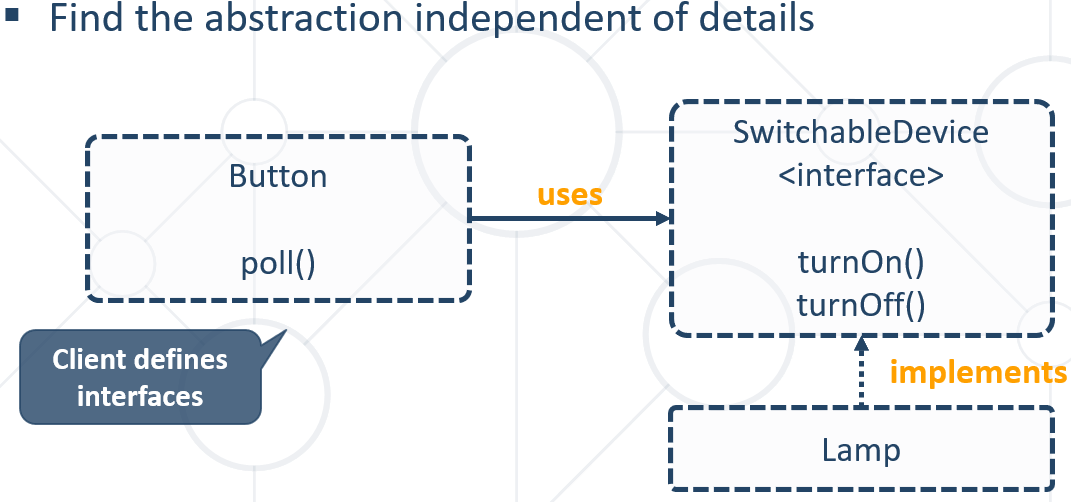 ▪ Find the abstraction independent of details
Button
poll()
uses
SwitchableDevice
<interface>
turnOn()
turnOff()
Client defines
interfaces
implements
Lamp